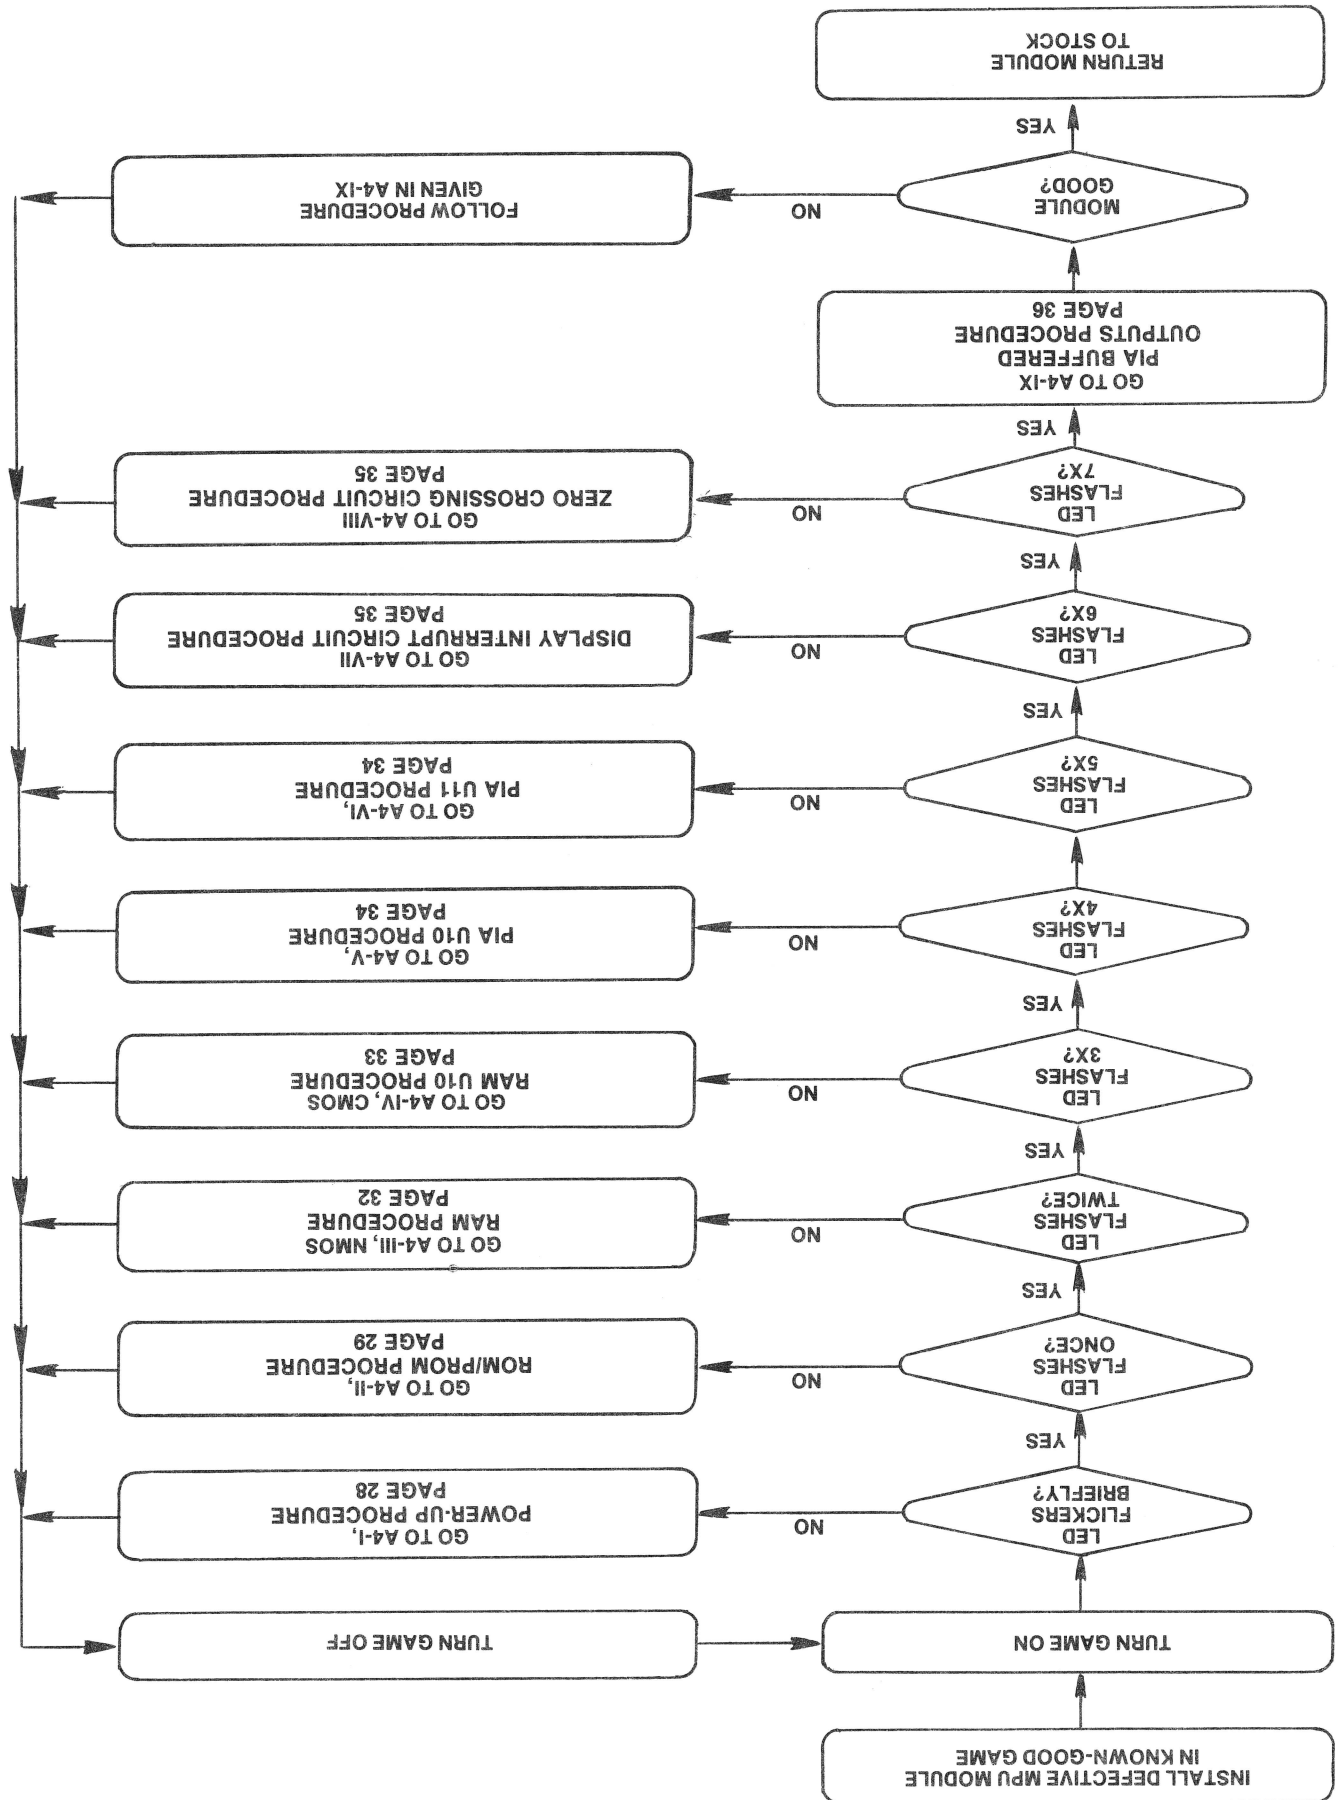 INSTALL DEFECTIVE MPU MODULE
IN KNOWN-GOOD GAME
TURN GAME ON
TURN GAME OFF
LED
FLICKERS
BRIEFLY?
NO
GO TO A4-I,
POWER-UP PROCEDURE
PAGE 28
YES
LED
FLASHES
ONCE?
NO
GO TO A4-II,
ROM/PROM PROCEDURE
PAGE 29
YES
LED
FLASHES
TWICE?
NO
GO TO A4-III, NMOS
RAM PROCEDURE
PAGE 32
YES
LED
FLASHES
3X?
NO
GO TO A4-IV, CMOS
RAM U10 PROCEDURE
PAGE 33
YES
LED
FLASHES
4X?
NO
GO TO A4-V,
PIA U10 PROCEDURE
PAGE 34
LED
FLASHES
5X?
NO
GO TO A4-VI,
PIA U11 PROCEDURE
PAGE 34
YES
LED
FLASHES
6X?
NO
GO TO A4-VII
DISPLAY INTERRUPT CIRCUIT PROCEDURE
PAGE 35
YES
LED
FLASHES
7X?
NO
GO TO A4-VIII
ZERO CROSSING CIRCUIT PROCEDURE
PAGE 35
YES
GO TO A4-IX
PIA BUFFERED
OUTPUTS PROCEDURE
PAGE 36
MODULE
GOOD?
NO
FOLLOW PROCEDURE
GIVEN IN A4-IX
YES
RETURN MODULE
TO STOCK